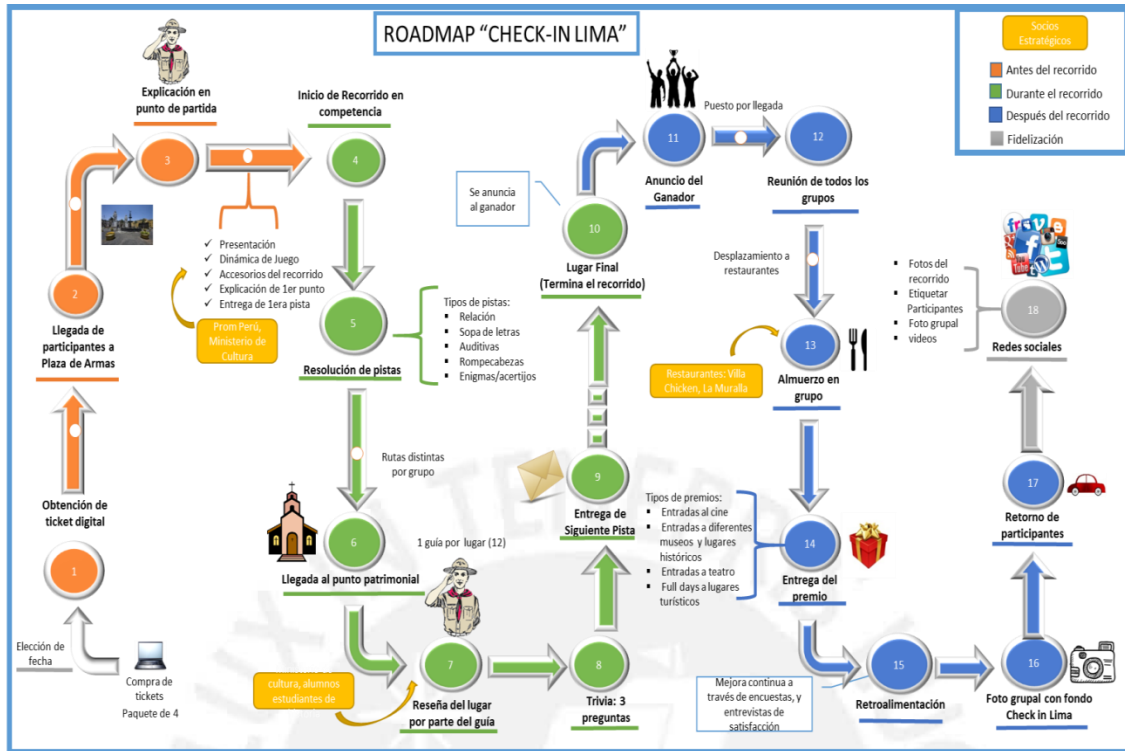 ROADMAP "CHECK-IN LIMA"
Socios
Estratégicos
Antes del recorrido
Durante el recorrido
Después del recorrido
Fidelización
Elección de
fecha
Compra de
tickets
Paquete de 4
1
Obtención de
ticket digital
2
Llegada de
participantes a
Plaza de Armas
3
Explicación en
punto de partida
Presentación
Dinámica de Juego
Accesorios del recorrido
Explicación de 1er punto
Entrega de 1era pista
Prom Perú,
Ministerio de
Cultura
Inicio de Recorrido en
competencia
4
5
Resolución de pistas
Tipos de pistas:
Relación
Sopa de letras
Auditivas
Rompecabezas
Enigmas/acertijos
Rutas distintas
por grupo
6
Llegada al punto patrimonial
1 guía por lugar (12)
7
Reseña del lugar
por parte del guía
cultura, alumnos
estudiantes de
8
Trivia: 3
preguntas
9
Entrega de
Siguiente Pista
10
Lugar Final
(Termina el recorrido)
Se anuncia
al ganador
11
Anuncio del
Ganador
Puesto por llegada
12
Reunión de todos los
grupos
Desplazamiento a
restaurantes
13
Almuerzo en
grupo
Restaurantes: Villa
Chicken, La Muralla
14
Entrega del
premio
Tipos de premios:
Entradas al cine
Entradas a diferentes
museos y lugares
históricos
Entradas a teatro
Full days a lugares
turísticos
15
Retroalimentación
Mejora continua a
través de encuestas, y
entrevistas de
satisfacción
16
Foto grupal con fondo
Check in Lima
17
Retorno de
participantes
18
Redes sociales
Fotos del
recorrido
Etiquetar
Participantes
Foto grupal
videos